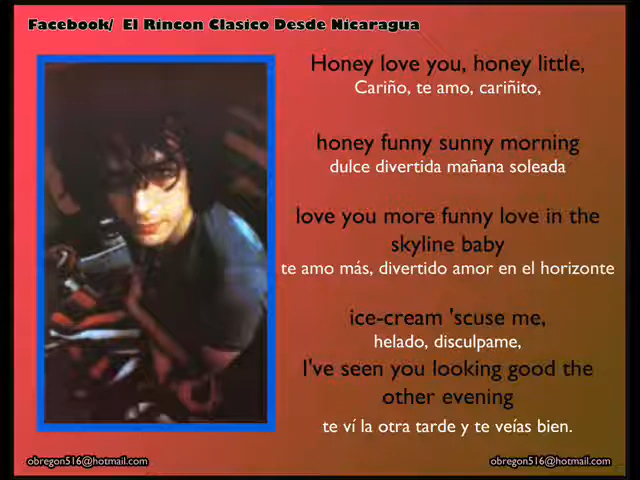 Facebook/ El Rincon Clasico Desde Nicaragua
Honey love you, honey little,
Cariño, te amo, cariñito,
honey funny sunny morning
dulce divertida mañana soleada
love you more funny love in the
skyline baby
te amo más, divertido amor en el horizonte
ice-cream 'scuse me,
helado, disculpame,
I've seen you looking good the
other evening
te ví la otra tarde y te veías bien.
obregon516@hotmail.com
obregon516@hotmail.com